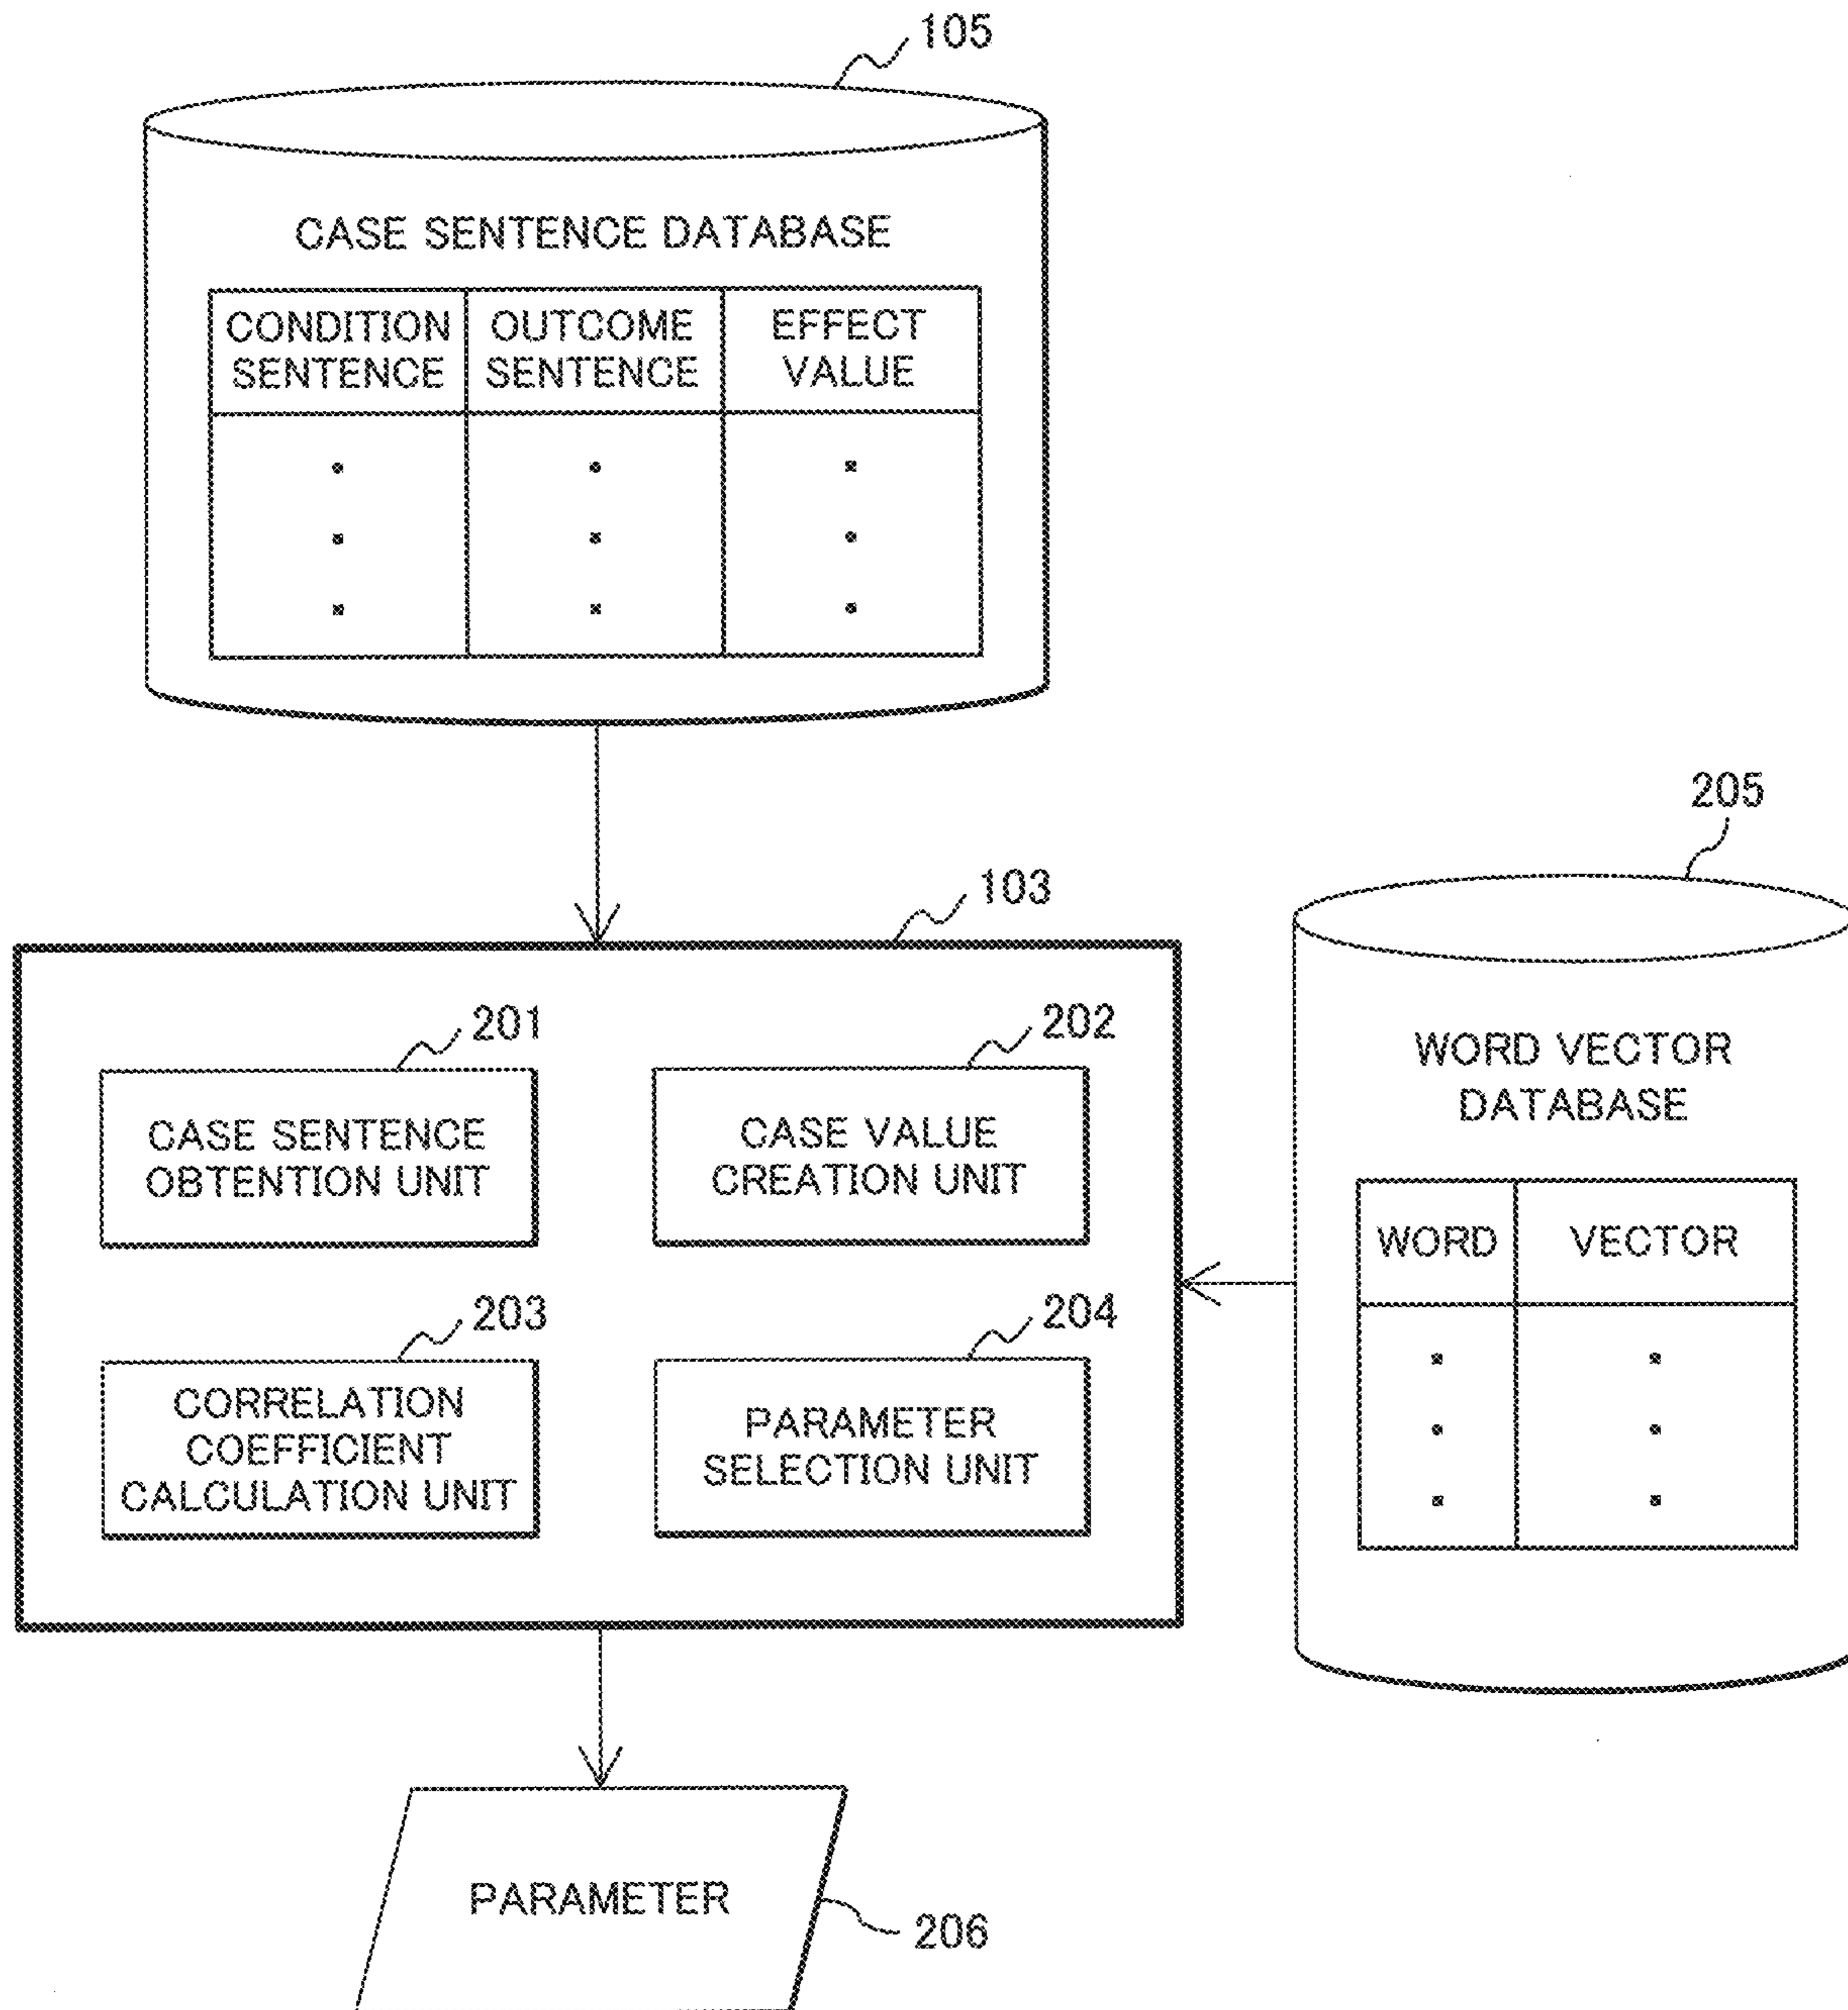 105
CASE SENTENCE DATABASE
CONDITION
SENTENCE
OUTCOME
SENTENCE
EFFECT
VALUE
205
103
WORD VECTOR
DATABASE
WORD
VECTOR
201
CASE SENTENCE
OBTENTION UNIT
202
CASE VALUE
CREATION UNIT
203
CORRELATION
COEFFICIENT
CALCULATION UNIT
204
PARAMETER
SELECTION UNIT
PARAMETER
206